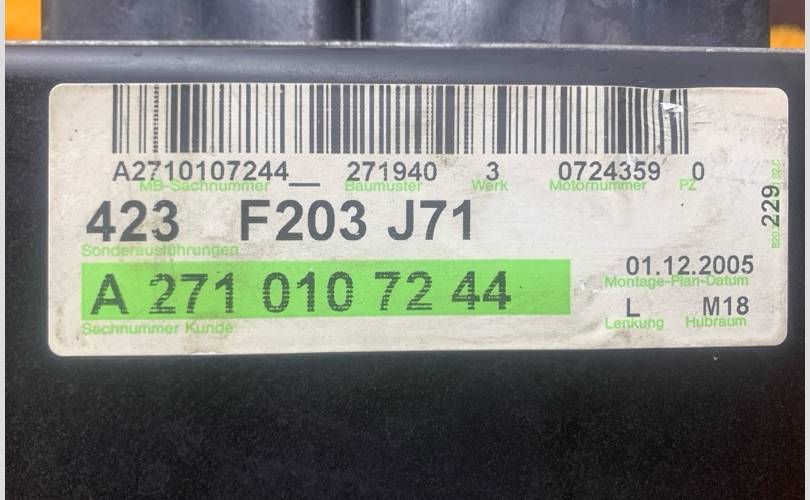 A2710107244__ 271940 3 0724359 0
MB-Sachnummer Baumuster Werk Motornummer PZ
423 F203 J71
229
Sonderausführungen
A 271 010 72 44
01.12.2005
Montage-Plan-Datum
L M18
Sachnummer Kunde
Lenkung Hubraum